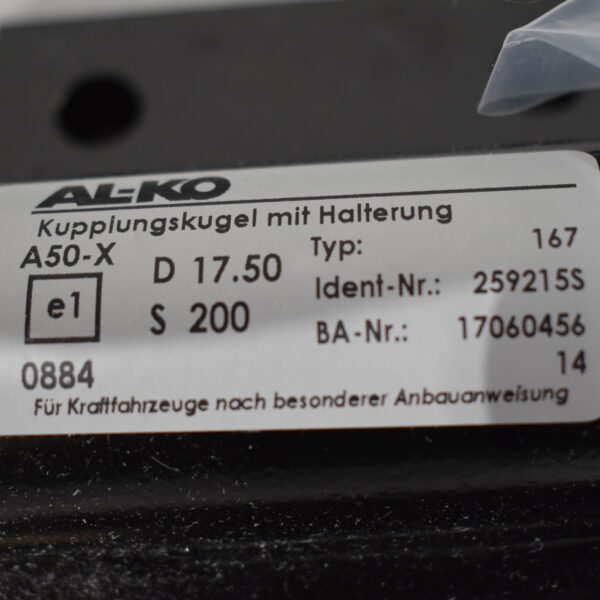 AL-KO
Kupplungskugel mit Halterung
A50-X D 17.50 Typ: 167
e1 S 200 Ident-Nr.: 259215S
BA-Nr.: 17060456
0884 14
Für Kraftfahrzeuge nach besonderer Anbauanweisung